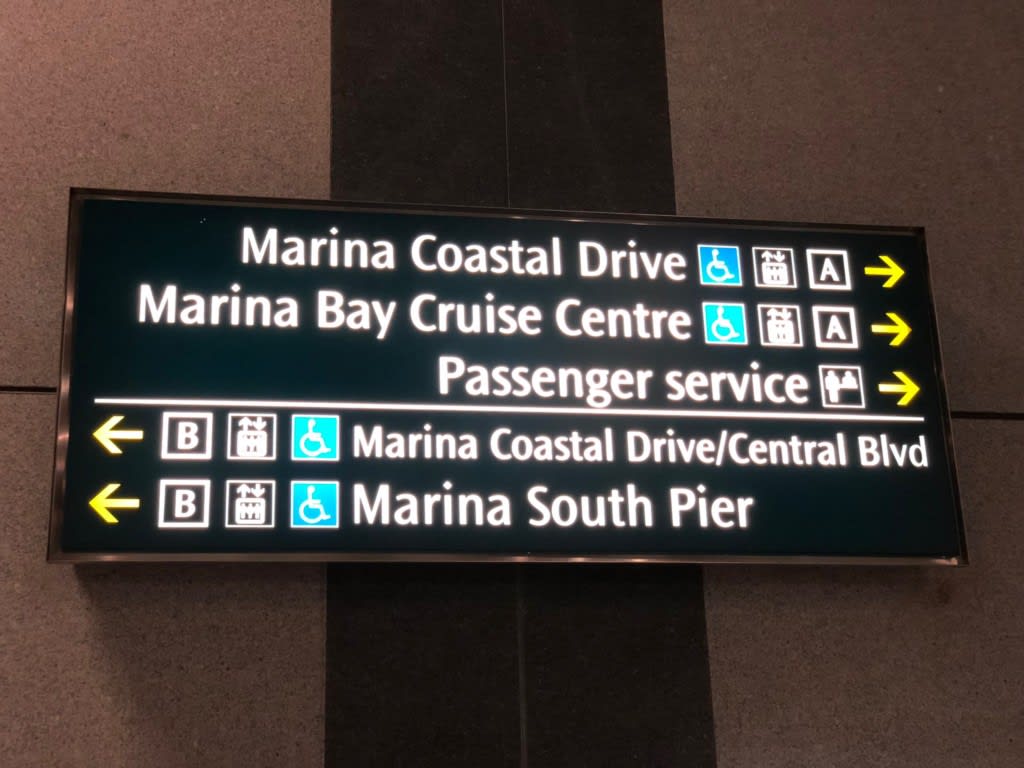 Marina Coastal Drive A
Marina Bay Cruise Centre A
Passenger service
B Marina Coastal Drive/Central Blvd
B Marina South Pier